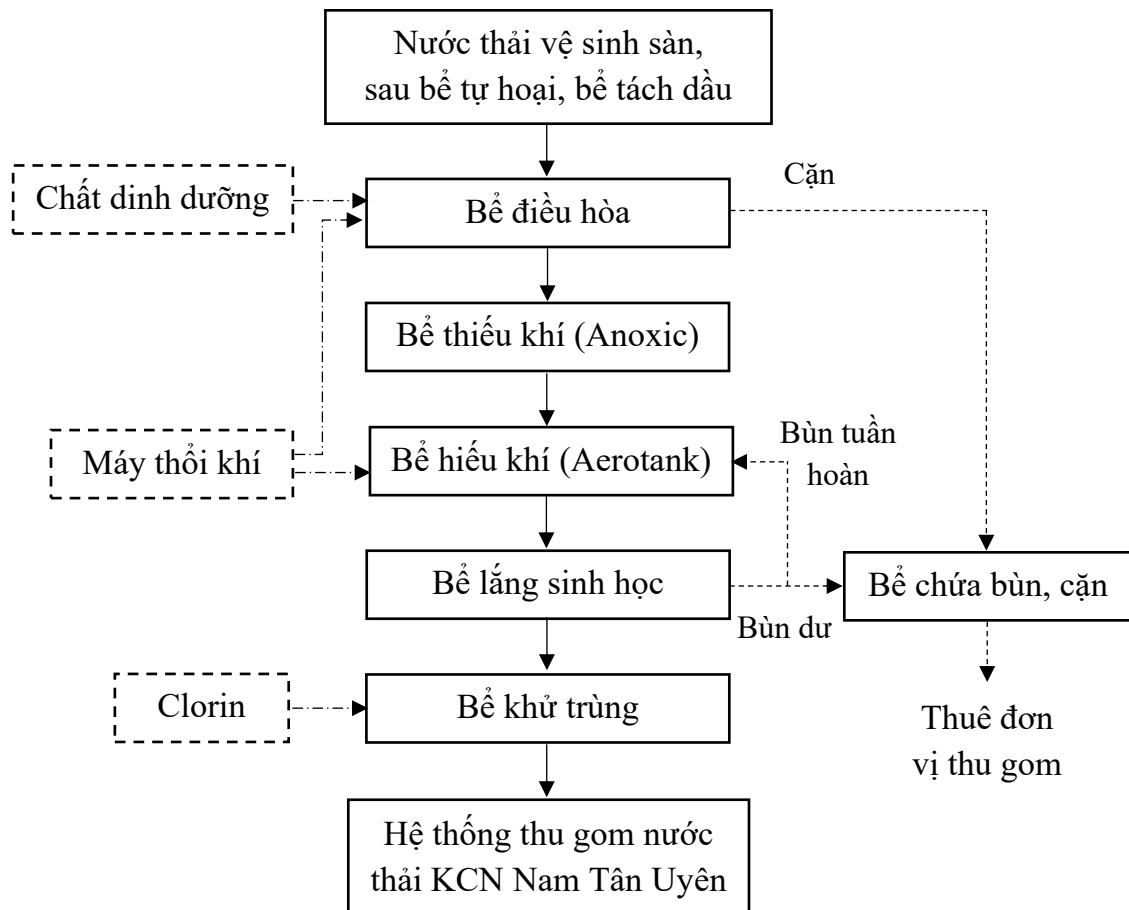 Nước thải vệ sinh sàn,
sau bể tự hoại, bể tách dầu
Cặn
Chất dinh dưỡng
Bể điều hòa
Bể thiếu khí (Anoxic)
Máy thổi khí
Bể hiếu khí (Aerotank)
Bùn tuần
hoàn
Bể lắng sinh học
Bể chứa bùn, cặn
Bùn dư
Clorin
Bể khử trùng
Thuê đơn
vị thu gom
Hệ thống thu gom nước
thải KCN Nam Tân Uyên